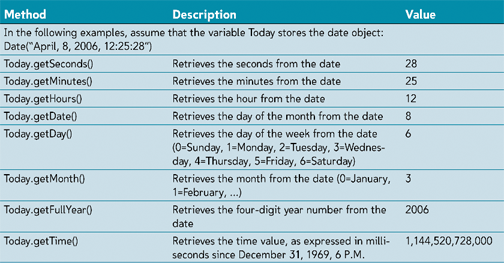 Method Description Value
In the following examples, assume that the variable Today stores the date object:
Date("April, 8, 2006, 12:25:28")
Today.getSeconds() Retrieves the seconds from the date 28
Today.getMinutes() Retrieves the minutes from the date 25
Today.getHours() Retrieves the hour from the date 12
Today.getDate() Retrieves the day of the month from the date 8
Today.getDay() Retrieves the day of the week from the date 6
(0=Sunday, 1=Monday, 2=Tuesday, 3=Wednes-
day, 4=Thursday, 5=Friday, 6=Saturday)
Today.getMonth() Retrieves the month from the date (0=January, 3
1=February, ...)
Today.getFullYear() Retrieves the four-digit year number from the 2006
date
Today.getTime() Retrieves the time value, as expressed in milli- 1,144,520,728,000
seconds since December 31, 1969, 6 P.M.